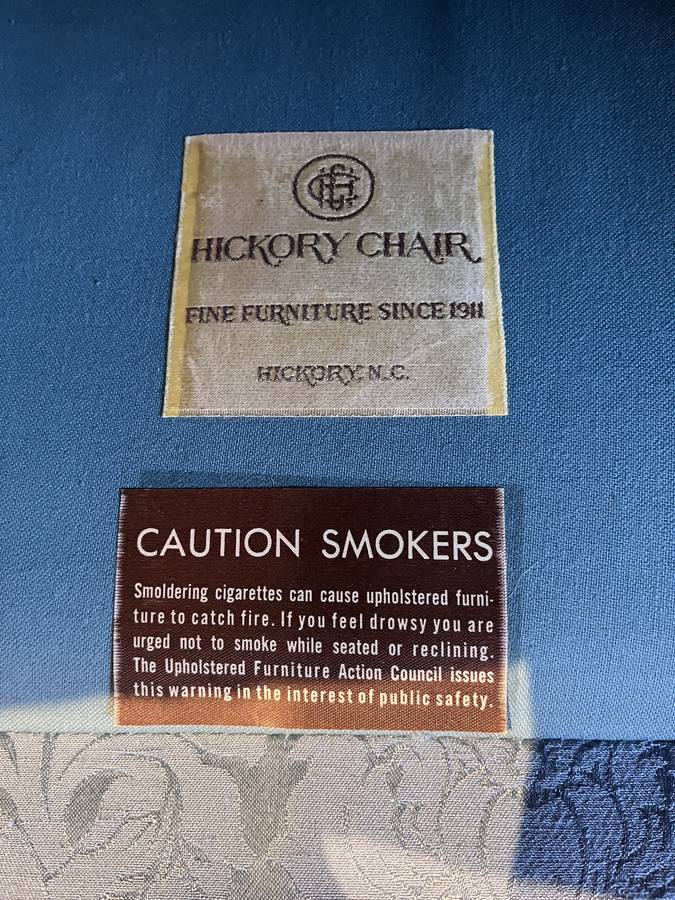 HICKORY CHAIR
FINE FURNITURE SINCE 1911
HICKORY, N.C.
CAUTION SMOKERS
Smoldering cigarettes can cause upholstered furni-
ture to catch fire. If you feel drowsy you are
urged not to smoke while seated or reclining.
The Upholstered Furniture Action Council issues
this warning in the interest of public safety.